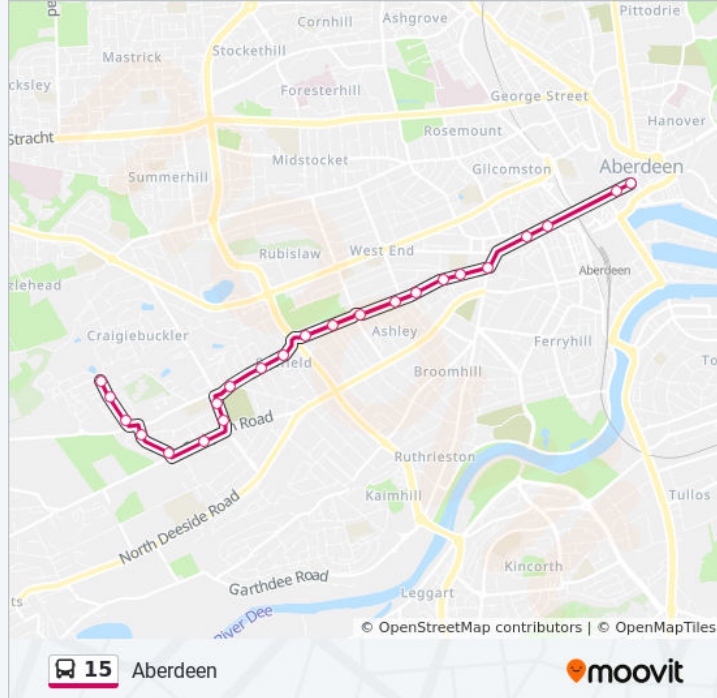 Pittodrie
Cornhill
Ashgrove
Stockethill
Mastrick
cksley
Foresterhill
George Street
Hanover
Stracht
Rosemount
Midstocket
Gilcomston
Aberdeen
Summerhill
Rubislaw
West End
Aberdeen
zlehead
Craigiebuckler
Ashley
Ferryhill
Broomhill
Road
Ruthrieston
Kaimhill
Tullos
North Deeside Road
Kincorth
Garthdee Road
Leggart
ts
River Dee
© OpenStreetMap contributors | © OpenMapTiles
15 Aberdeen
moovit